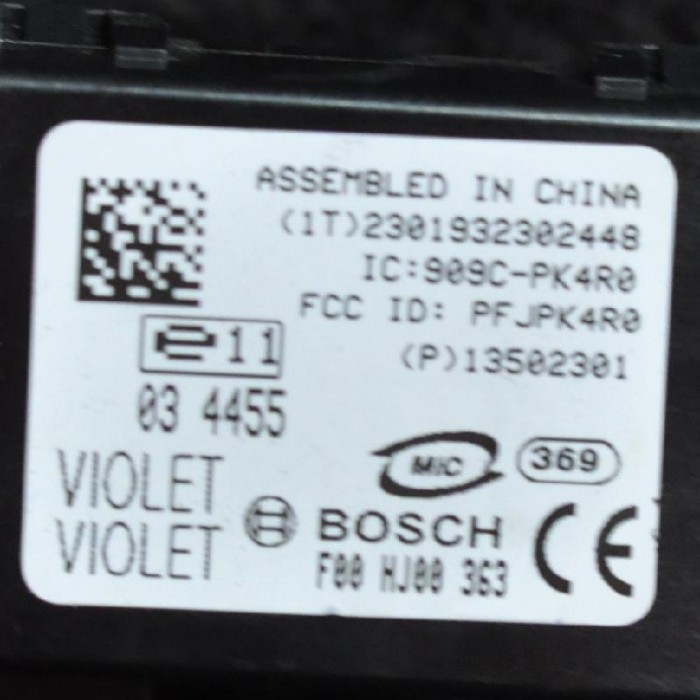 ASSEMBLED IN CHINA
(1T)2301932302448
IC:909C-PK4R0
FCC ID: PFJPK4R0
(P)13502301
e11
03 4455
VIOLET
VIOLET
MIC
369
BOSCH
F00 HJ00 363
CE